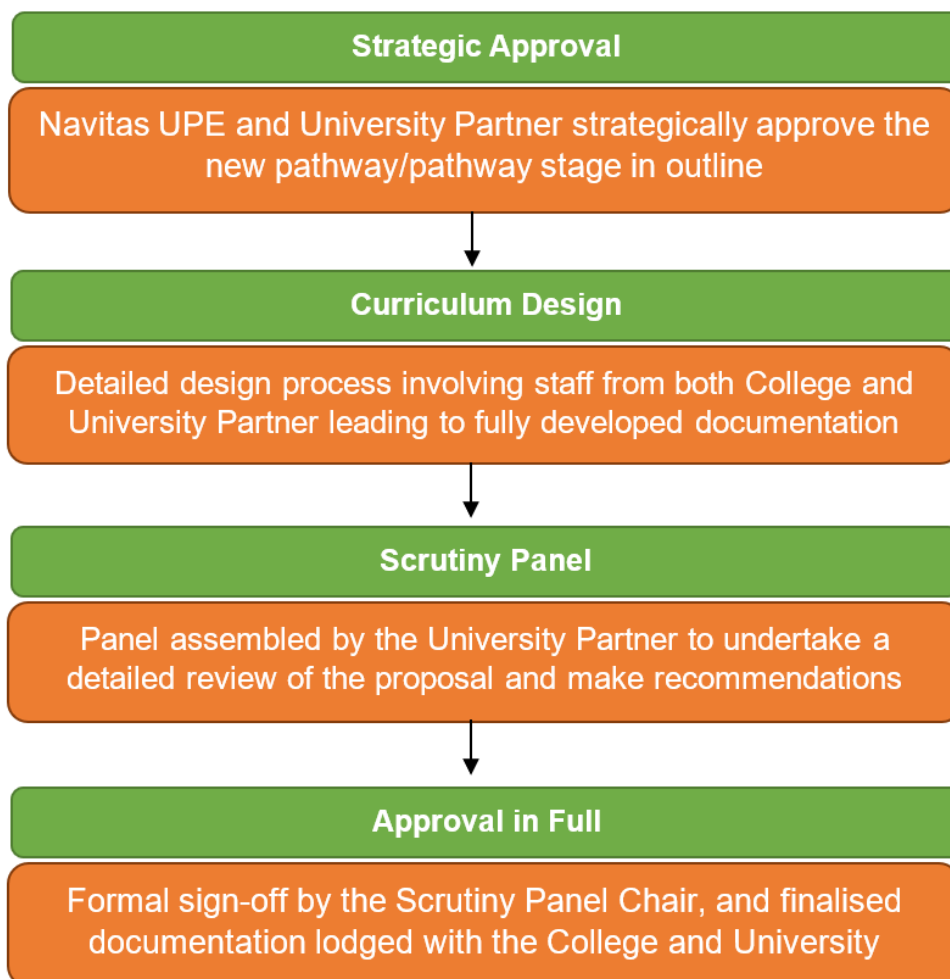 Strategic Approval
Navitas UPE and University Partner strategically approve the
new pathway/pathway stage in outline
Curriculum Design
Detailed design process involving staff from both College and
University Partner leading to fully developed documentation
Scrutiny Panel
Panel assembled by the University Partner to undertake a
detailed review of the proposal and make recommendations
Approval in Full
Formal sign-off by the Scrutiny Panel Chair, and finalised
documentation lodged with the College and University